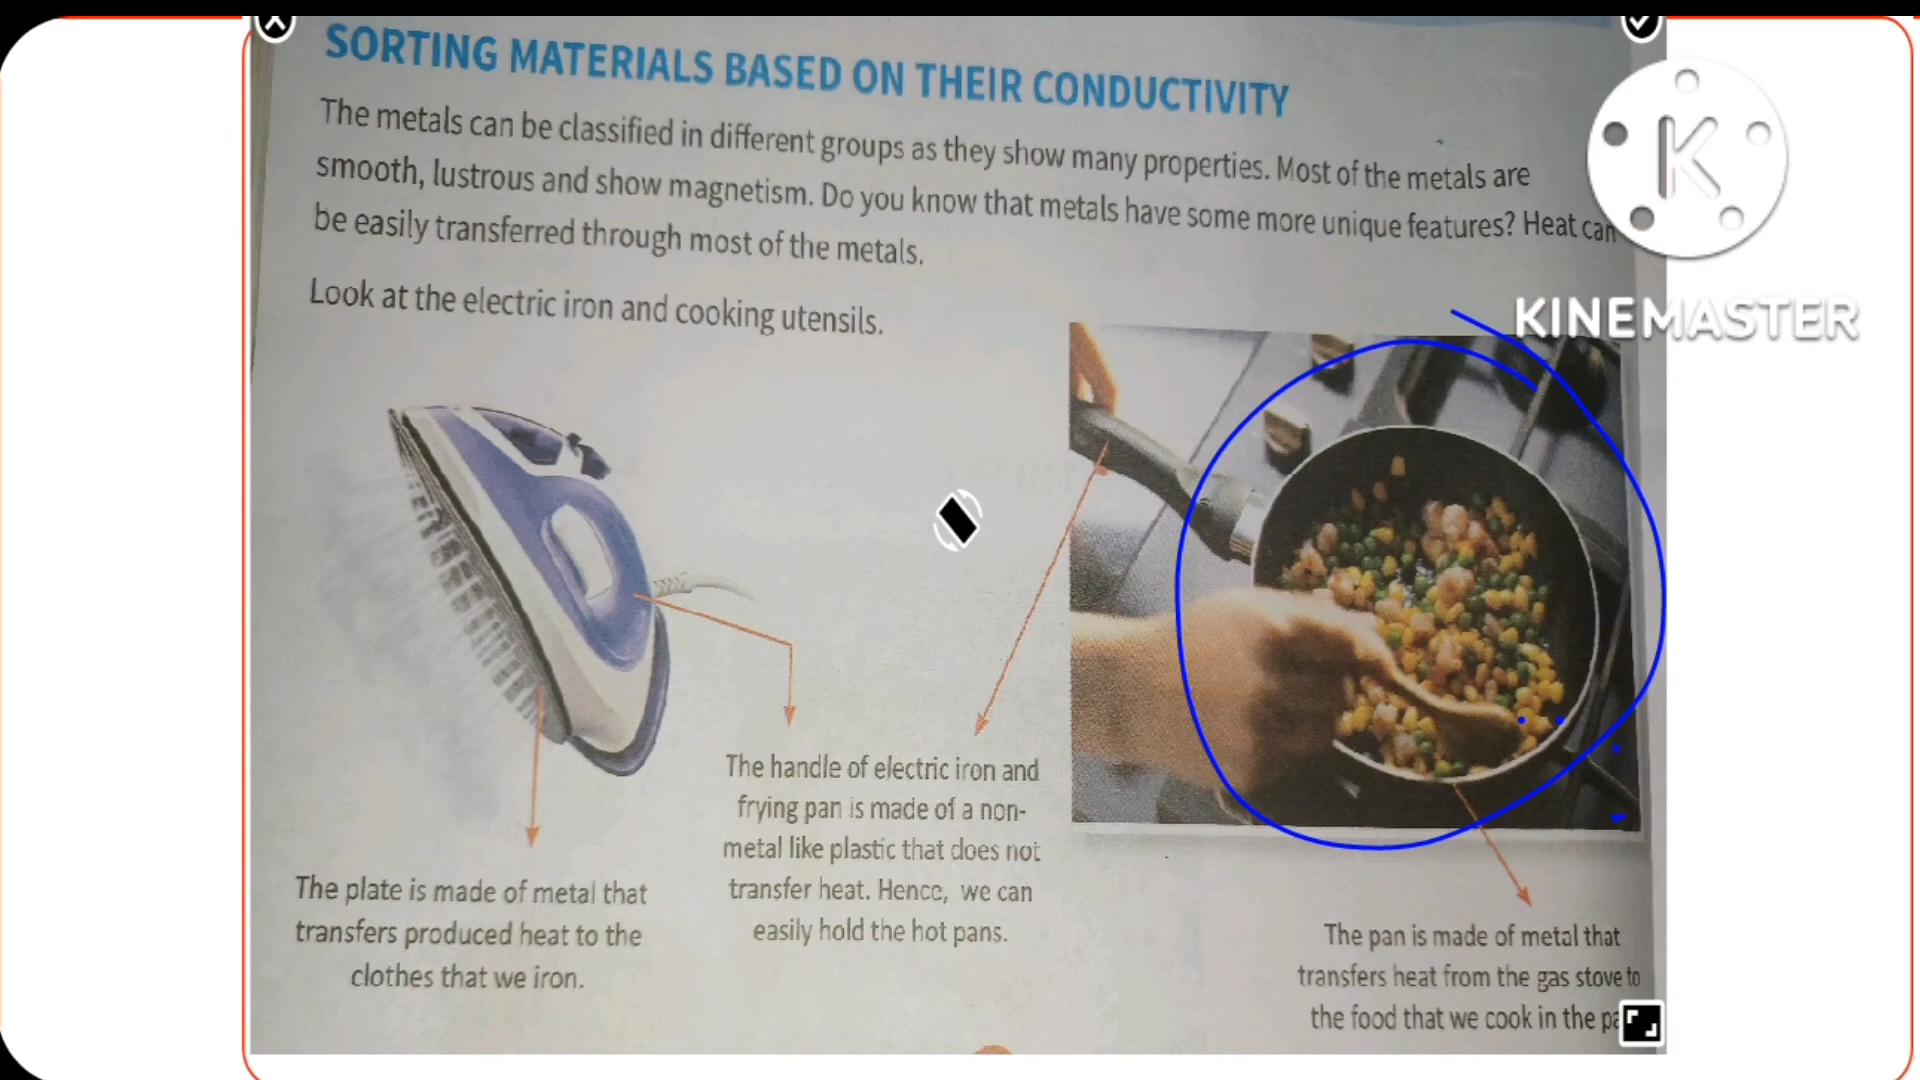 SORTING MATERIALS BASED ON THEIR CONDUCTIVITY
The metals can be classified in different groups as they show many properties. Most of the metals are
smooth, lustrous and show magnetism. Do you know that metals have some more unique features? Heat can
be easily transferred through most of the metals.
Look at the electric iron and cooking utensils.
K
KINEMASTER
The handle of electric iron and
frying pan is made of a non-
metal like plastic that does not
transfer heat. Hence, we can
easily hold the hot pans.
The plate is made of metal that
transfers produced heat to the
clothes that we iron.
The pan is made of metal that
transfers heat from the gas stove to
the food that we cook in the